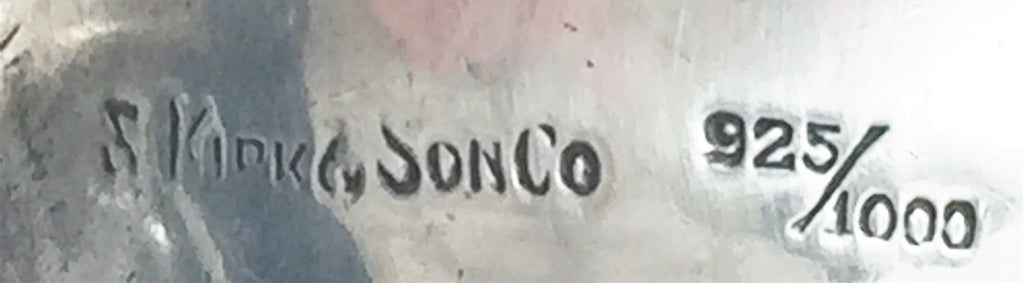 S KIRK & SON CO 925/1000